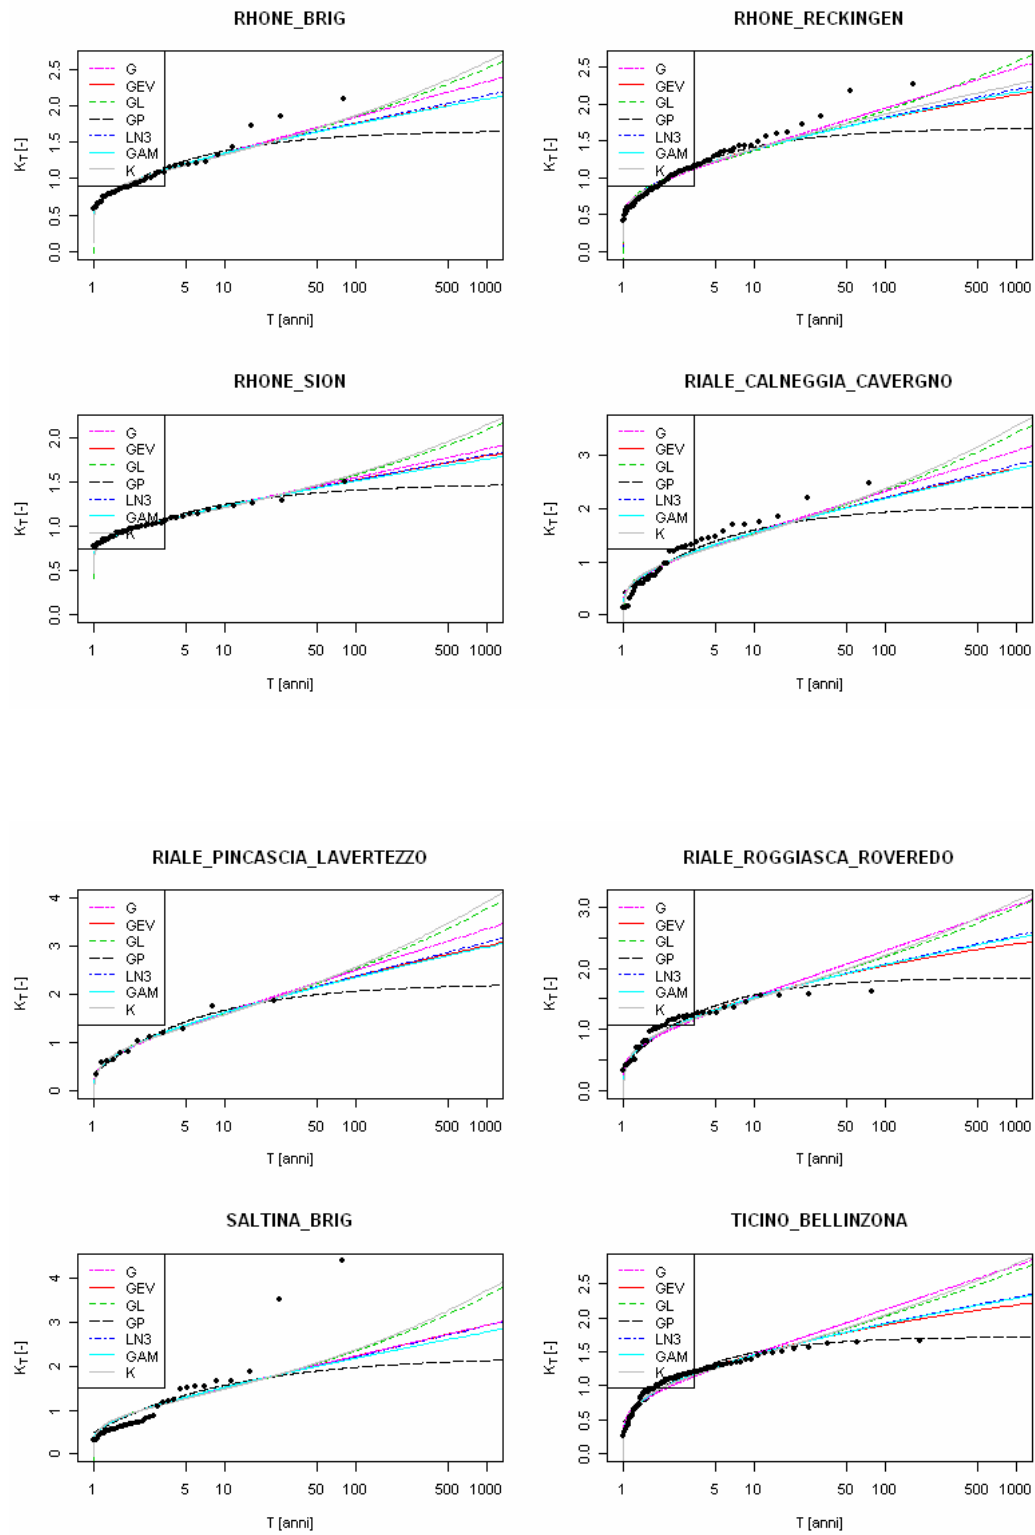 RHONE_BRIG
K_T [-]
0.0 0.5 1.0 1.5 2.0 2.5
G
GEV
GL
GP
LN3
GAM
K
1 5 10 50 100 500 1000
T [anni]
RHONE_RECKINGEN
K_T [-]
0.0 0.5 1.0 1.5 2.0 2.5
G
GEV
GL
GP
LN3
GAM
K
1 5 10 50 100 500 1000
T [anni]
RHONE_SION
K_T [-]
0.0 0.5 1.0 1.5 2.0
G
GEV
GL
GP
LN3
GAM
K
1 5 10 50 100 500 1000
T [anni]
RIALE_CALNEGGIA_CAVERGNO
K_T [-]
0 1 2 3
G
GEV
GL
GP
LN3
GAM
K
1 5 10 50 100 500 1000
T [anni]
RIALE_PINCASCIA_LAVERTEZZO
K_T [-]
0 1 2 3 4
G
GEV
GL
GP
LN3
GAM
K
1 5 10 50 100 500 1000
T [anni]
RIALE_ROGGIASCA_ROVEREDO
K_T [-]
0.0 1.0 2.0 3.0
G
GEV
GL
GP
LN3
GAM
K
1 5 10 50 100 500 1000
T [anni]
SALTINA_BRIG
K_T [-]
0 1 2 3 4
G
GEV
GL
GP
LN3
GAM
K
1 5 10 50 100 500 1000
T [anni]
TICINO_BELLINZONA
K_T [-]
0.0 0.5 1.0 1.5 2.0 2.5
G
GEV
GL
GP
LN3
GAM
K
1 5 10 50 100 500 1000
T [anni]